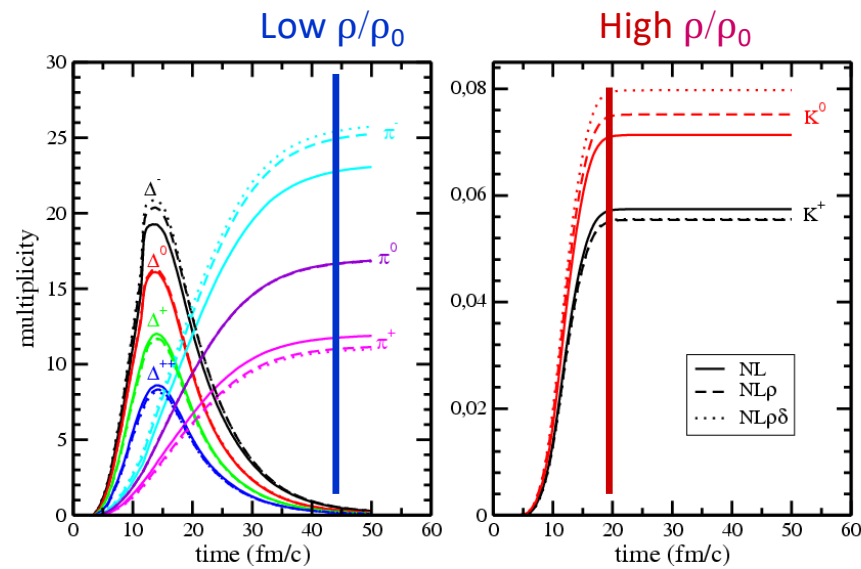 Low ρ/ρ₀
High ρ/ρ₀
multiplicity
30
25
20
15
10
5
0
Δ⁻
Δ⁰
Δ⁺
Δ⁺⁺
π⁻
π⁰
π⁺
0 10 20 30 40 50 60
time (fm/c)
0,08
0,06
0,04
0,02
0
K⁰
K⁺
NL
NLρ
NLρδ
0 10 20 30 40 50 60
time (fm/c)